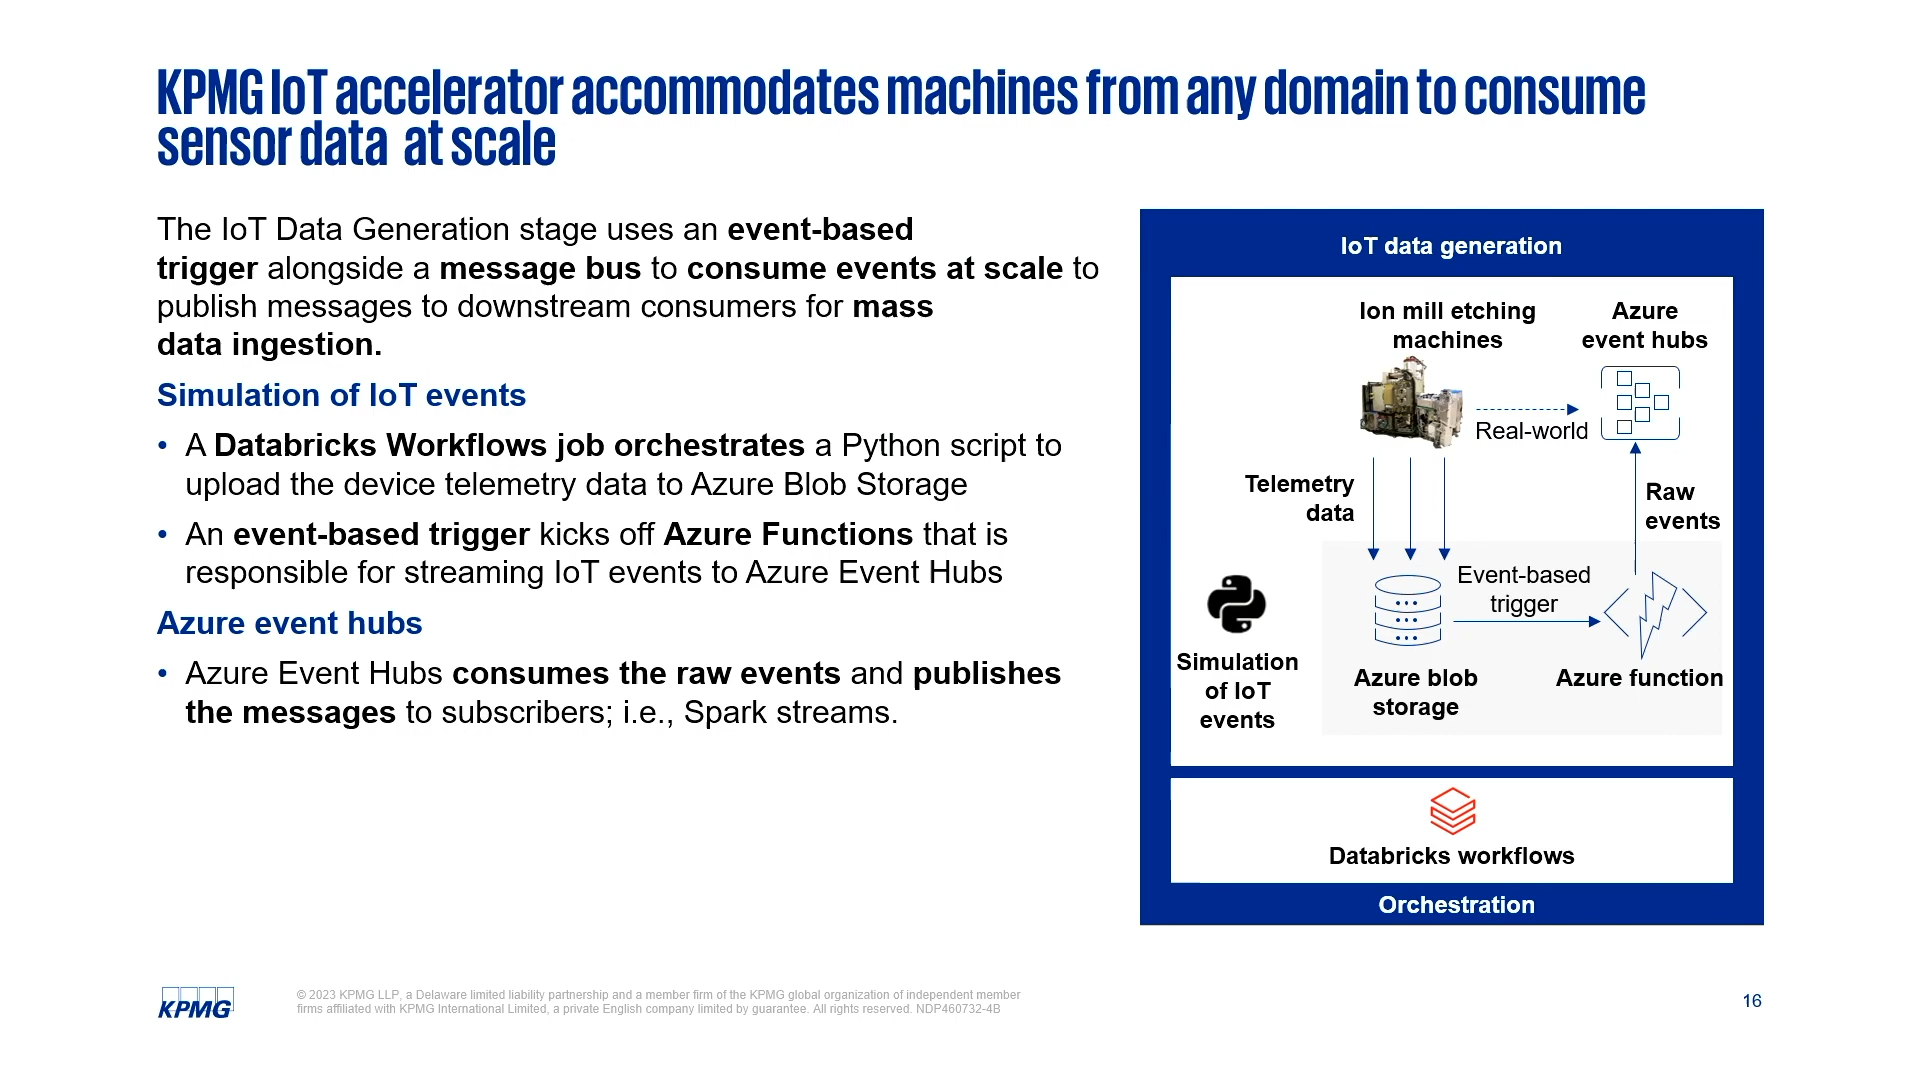 KPMG IoT accelerator accommodates machines from any domain to consume
sensor data at scale
The IoT Data Generation stage uses an event-based
trigger alongside a message bus to consume events at scale to
publish messages to downstream consumers for mass
data ingestion.
Simulation of IoT events
• A Databricks Workflows job orchestrates a Python script to
upload the device telemetry data to Azure Blob Storage
• An event-based trigger kicks off Azure Functions that is
responsible for streaming IoT events to Azure Event Hubs
Azure event hubs
• Azure Event Hubs consumes the raw events and publishes
the messages to subscribers; i.e., Spark streams.
IoT data generation
Ion mill etching
machines
Azure
event hubs
Real-world
Telemetry
data
Raw
events
Event-based
trigger
Simulation
of IoT
events
Azure blob
storage
Azure function
Databricks workflows
Orchestration
KPMG
© 2023 KPMG LLP, a Delaware limited liability partnership and a member firm of the KPMG global organization of independent member
firms affiliated with KPMG International Limited, a private English company limited by guarantee. All rights reserved. NDP460732-4B
16